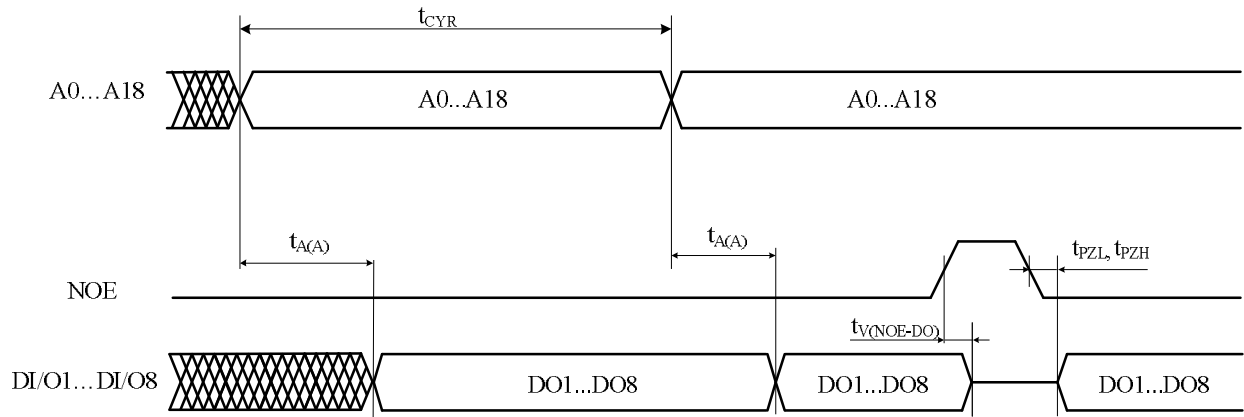 tCYR
A0...A18 A0...A18 A0...A18
tA(A) tA(A) tPZL, tPZH
NOE
tV(NOE-DO)
DI/O1...DI/O8 DO1...DO8 DO1...DO8 DO1...DO8